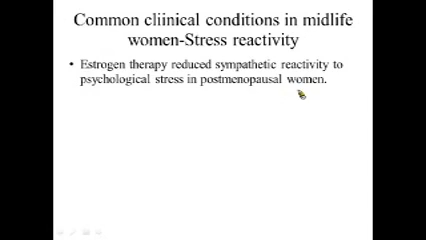 Common cliinical conditions in midlife
women-Stress reactivity
• Estrogen therapy reduced sympathetic reactivity to
psychological stress in postmenopausal women.